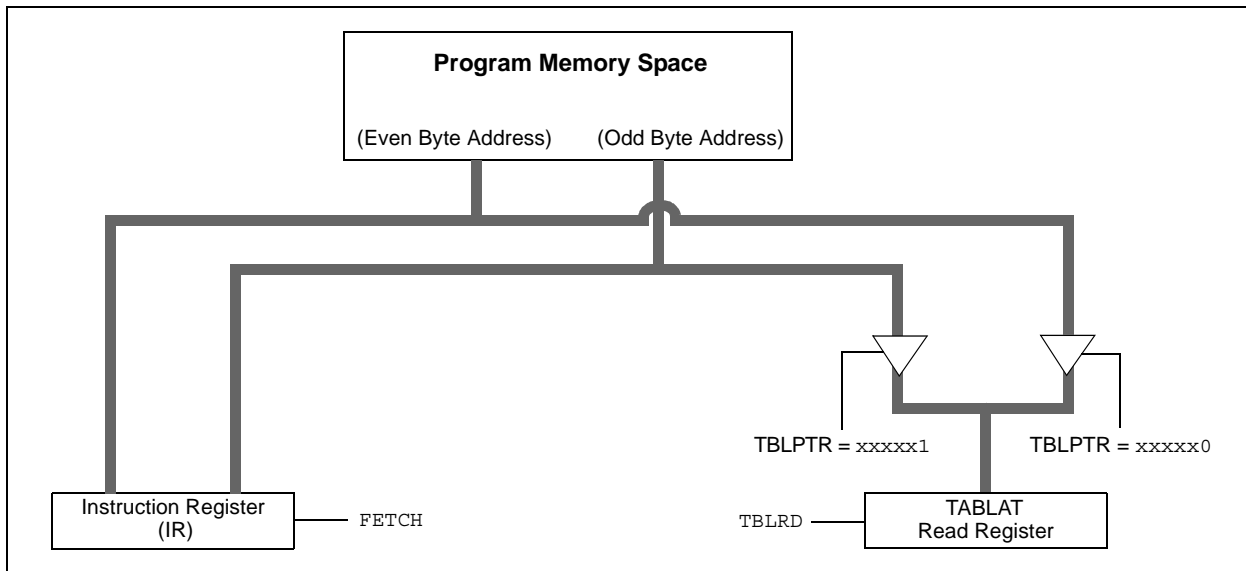 Program Memory Space
(Even Byte Address) (Odd Byte Address)
TBLPTR = xxxxx1 TBLPTR = xxxxx0
Instruction Register
(IR)
FETCH
TBLRD
TABLAT
Read Register